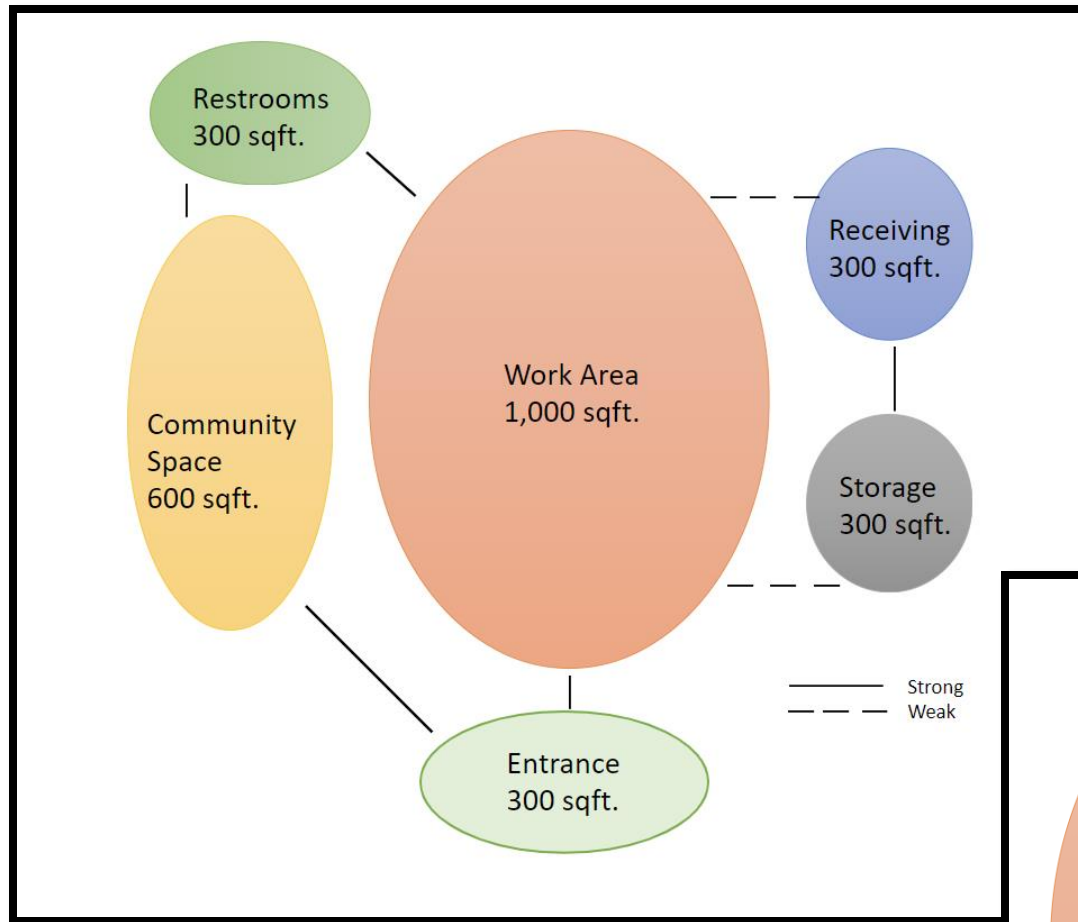 Restrooms
300 sqft.
Receiving
300 sqft.
Work Area
1,000 sqft.
Community
Space
600 sqft.
Storage
300 sqft.
Strong
Weak
Entrance
300 sqft.